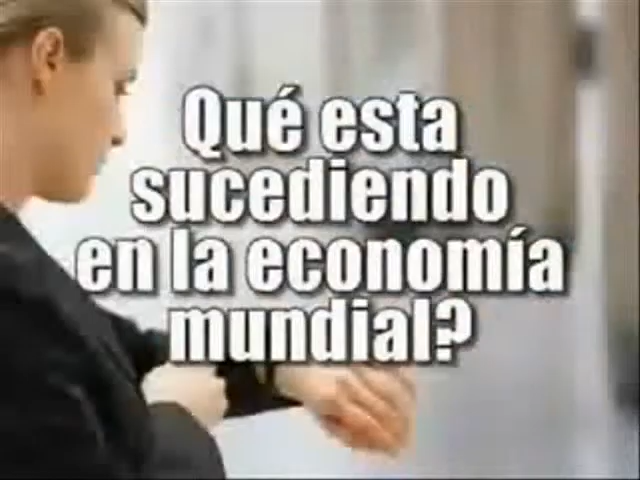 Qué esta
sucediendo
en la economía
mundial?